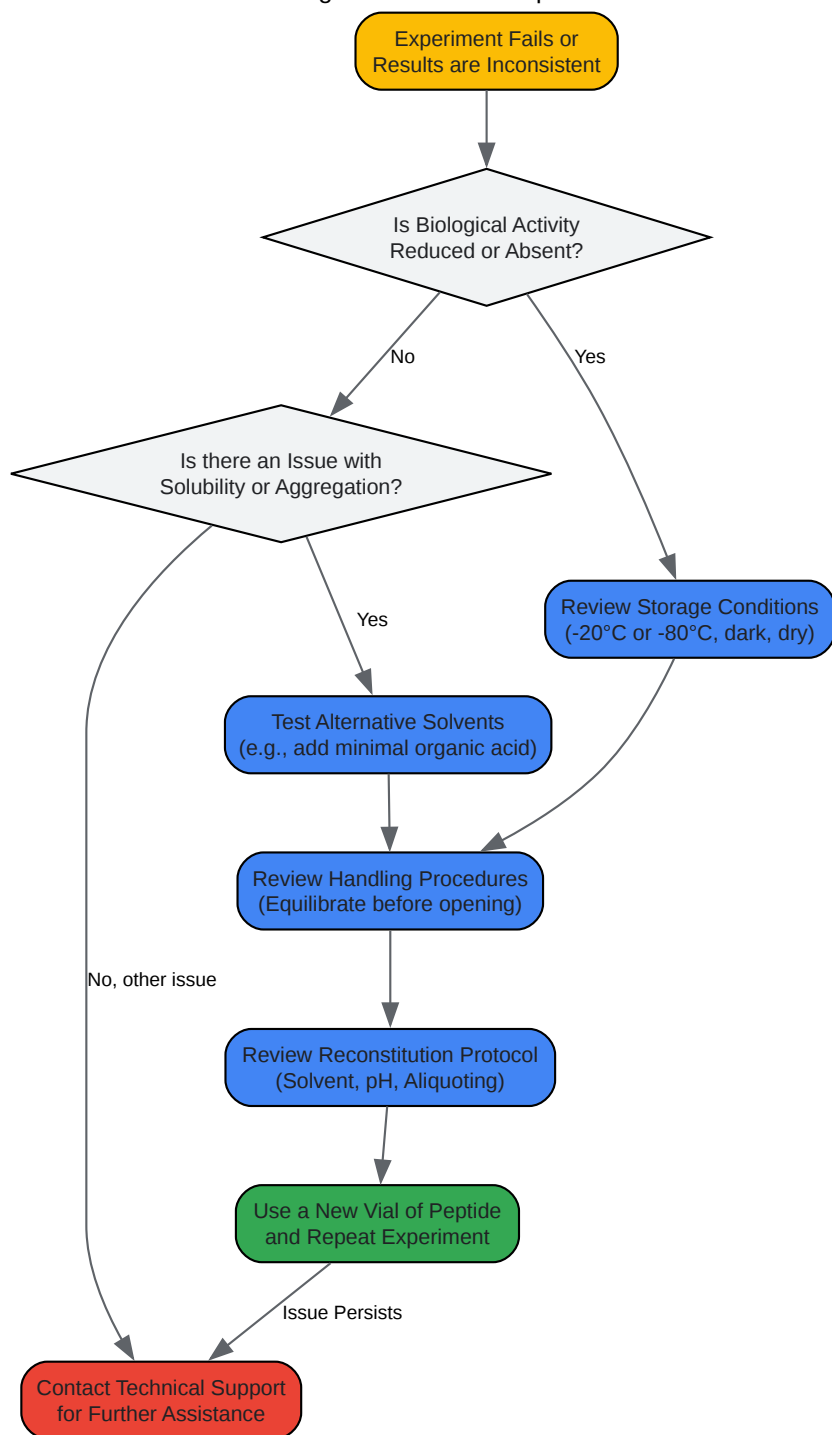 Experiment Fails or
Results are Inconsistent
Is Biological Activity
Reduced or Absent?
No
Yes
Is there an Issue with
Solubility or Aggregation?
Review Storage Conditions
(-20°C or -80°C, dark, dry)
Yes
Test Alternative Solvents
(e.g., add minimal organic acid)
Review Handling Procedures
(Equilibrate before opening)
No, other issue
Review Reconstitution Protocol
(Solvent, pH, Aliquoting)
Use a New Vial of Peptide
and Repeat Experiment
Issue Persists
Contact Technical Support
for Further Assistance